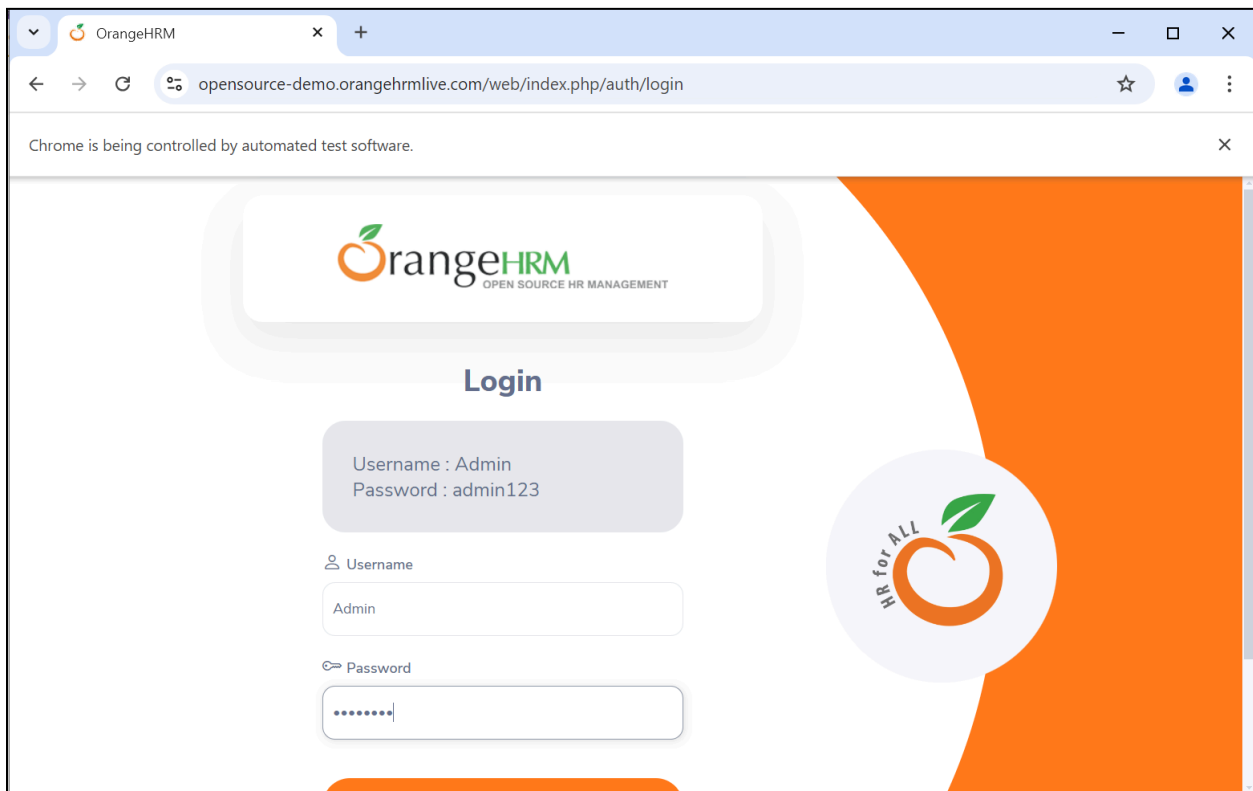 OrangeHRM
opensource-demo.orangehrmlive.com/web/index.php/auth/login
Chrome is being controlled by automated test software.
OrangeHRM
OPEN SOURCE HR MANAGEMENT
Login
Username : Admin
Password : admin123
Username
Admin
Password
••••••••
HR for ALL